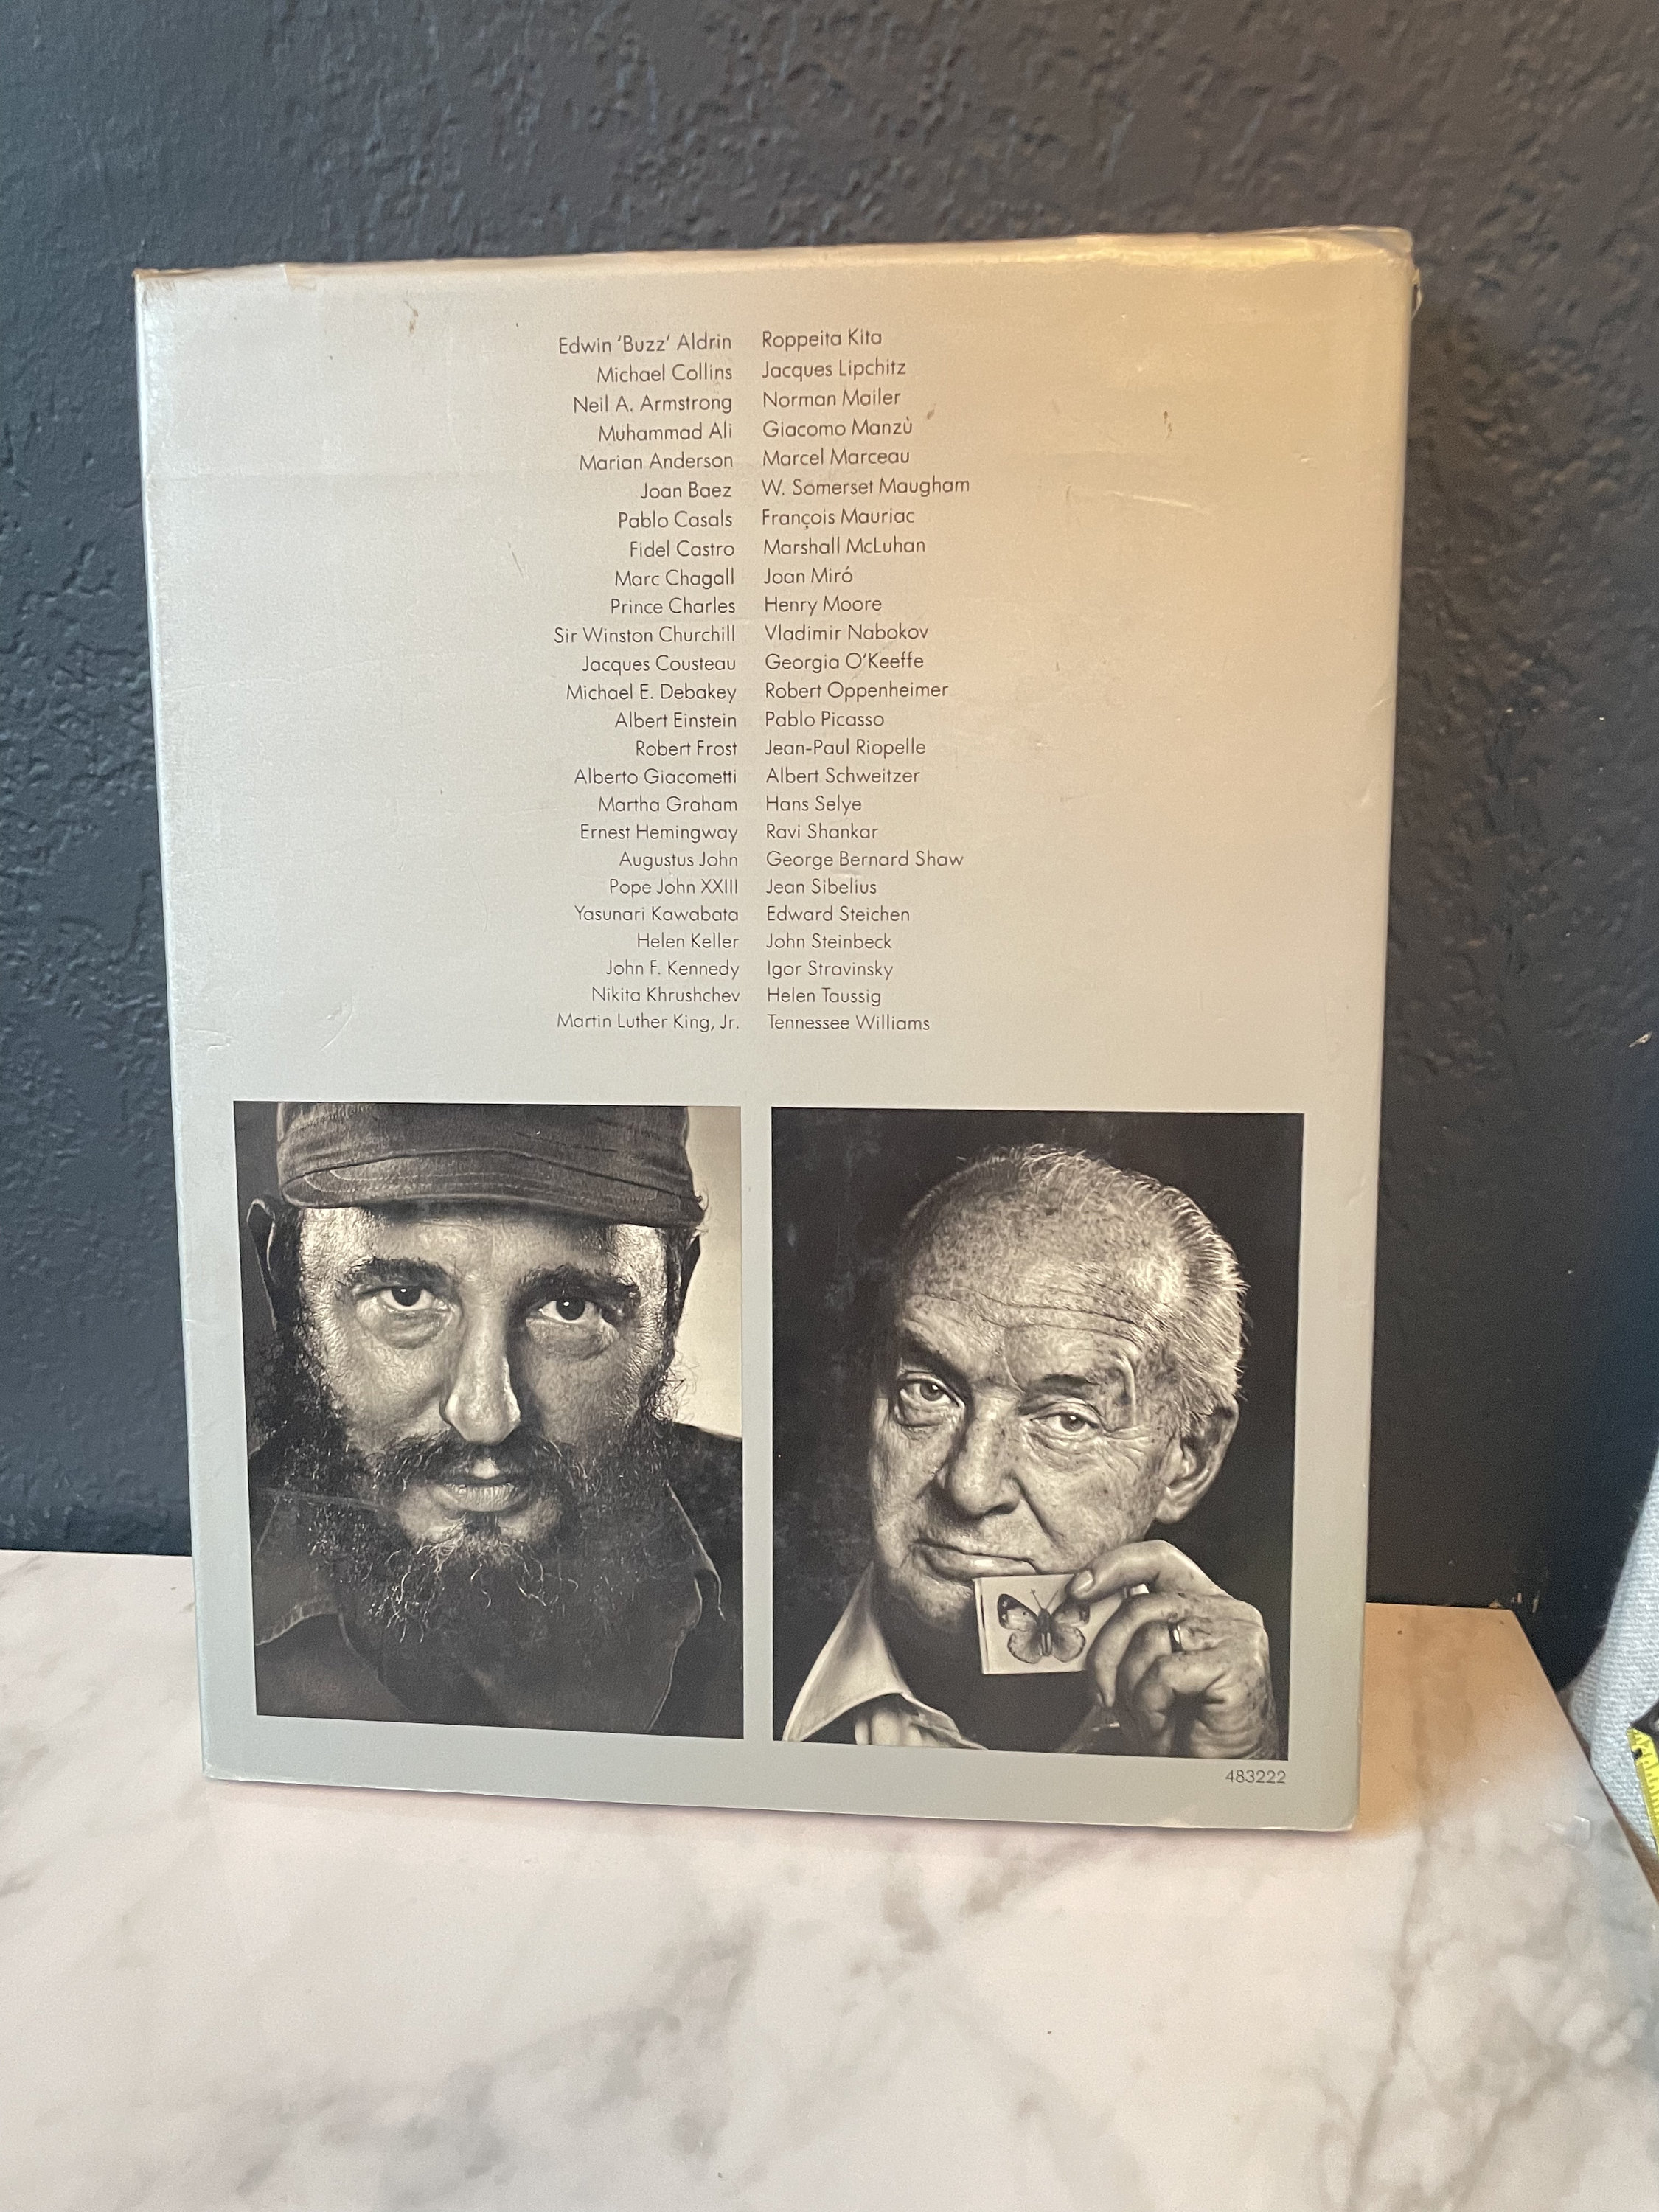 Edwin ‘Buzz’ Aldrin
Michael Collins
Neil A. Armstrong
Muhammad Ali
Marian Anderson
Joan Baez
Pablo Casals
Fidel Castro
Marc Chagall
Prince Charles
Sir Winston Churchill
Jacques Cousteau
Michael E. Debakey
Albert Einstein
Robert Frost
Alberto Giacometti
Martha Graham
Ernest Hemingway
Augustus John
Pope John XXIII
Yasunari Kawabata
Helen Keller
John F. Kennedy
Nikita Khrushchev
Martin Luther King, Jr.
Roppeita Kita
Jacques Lipchitz
Norman Mailer
Giacomo Manzù
Marcel Marceau
W. Somerset Maugham
François Mauriac
Marshall McLuhan
Joan Miró
Henry Moore
Vladimir Nabokov
Georgia O’Keeffe
Robert Oppenheimer
Pablo Picasso
Jean-Paul Riopelle
Albert Schweitzer
Hans Selye
Ravi Shankar
George Bernard Shaw
Jean Sibelius
Edward Steichen
John Steinbeck
Igor Stravinsky
Helen Taussig
Tennessee Williams
483222